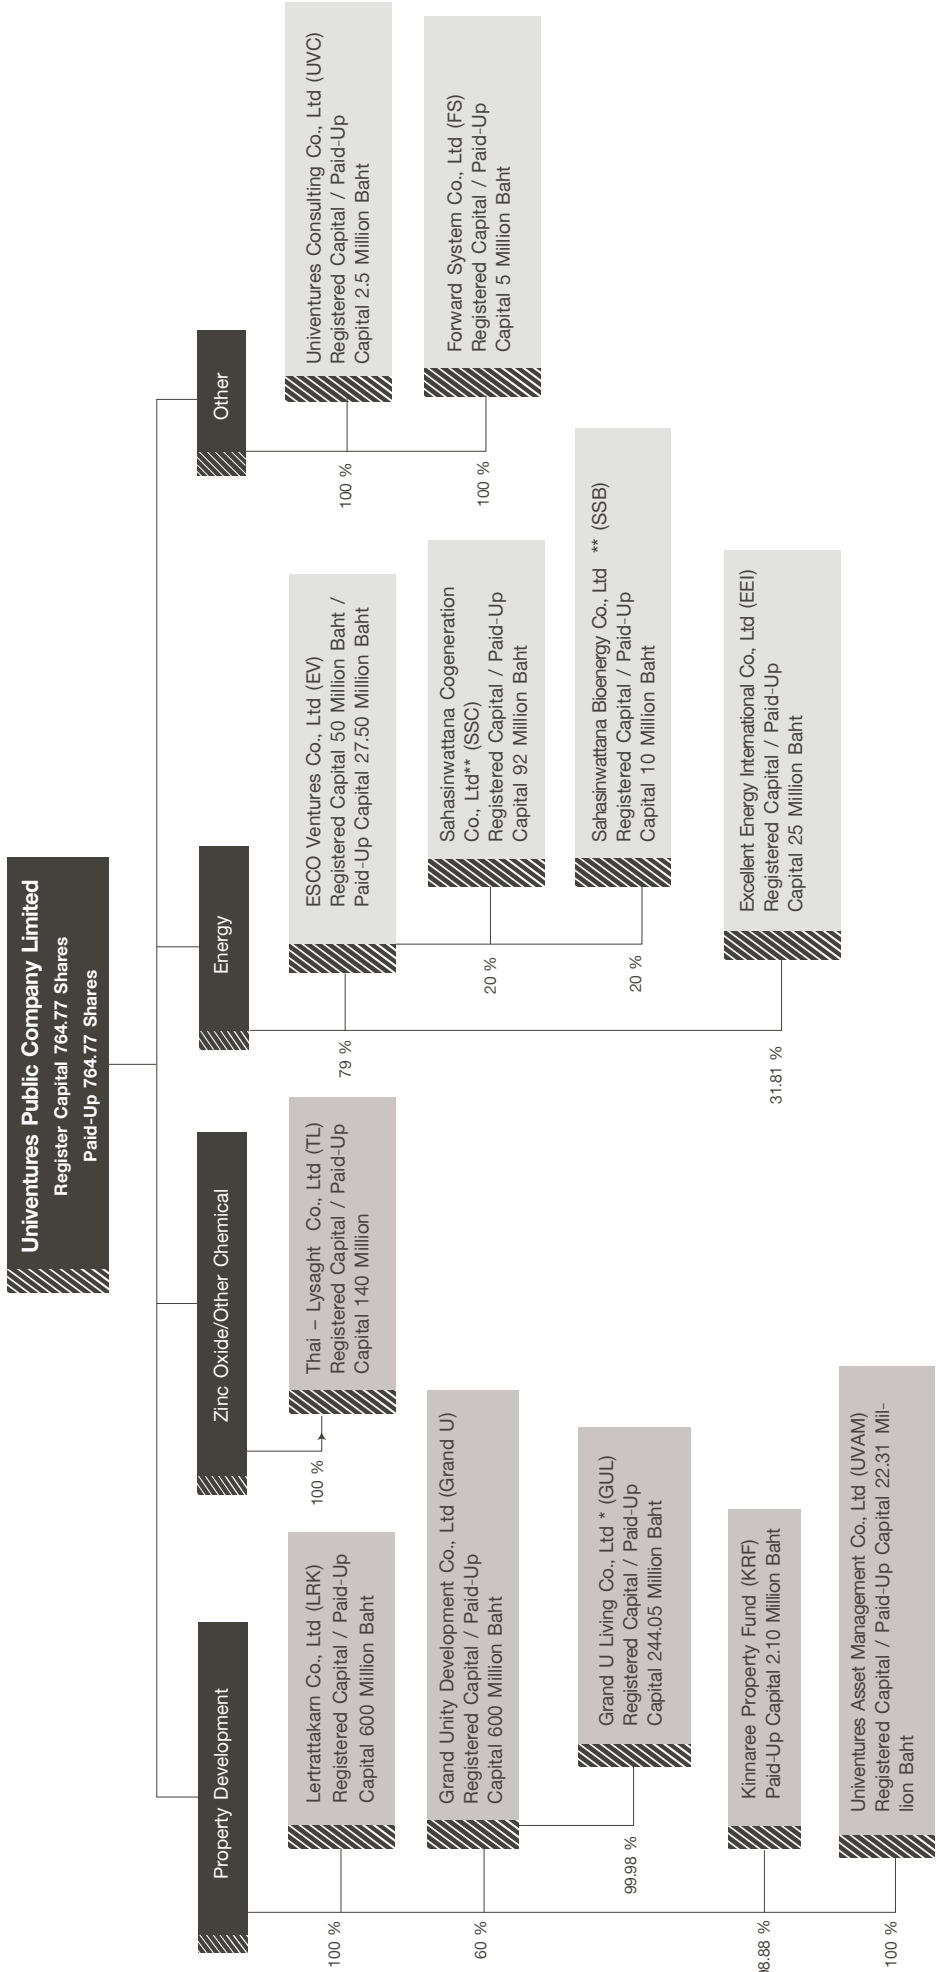 Univentures Public Company Limited
Register Capital 764.77 Shares
Paid-Up 764.77 Shares
Property Development
100 %
Lertrattakarn Co., Ltd (LRK)
Registered Capital / Paid-Up
Capital 600 Million Baht
60 %
Grand Unity Development Co., Ltd (Grand U)
Registered Capital / Paid-Up
Capital 600 Million Baht
99.98 %
Grand U Living Co., Ltd * (GUL)
Registered Capital / Paid-Up
Capital 244.05 Million Baht
Kinnaree Property Fund (KRF)
Paid-Up Capital 2.10 Million Baht
100 %
Univentures Asset Management Co., Ltd (UVAM)
Registered Capital / Paid-Up Capital 22.31 Mil-
lion Baht
Zinc Oxide/Other Chemical
100 %
Thai – Lysaght Co., Ltd (TL)
Registered Capital / Paid-Up
Capital 140 Million
Energy
79 %
ESCO Ventures Co., Ltd (EV)
Registered Capital 50 Million Baht /
Paid-Up Capital 27.50 Million Baht
20 %
Sahasinwattana Cogeneration
Co., Ltd** (SSC)
Registered Capital / Paid-Up
Capital 92 Million Baht
20 %
Sahasinwattana Bioenergy Co., Ltd ** (SSB)
Registered Capital / Paid-Up
Capital 10 Million Baht
31.81 %
Excellent Energy International Co., Ltd (EEI)
Registered Capital / Paid-Up
Capital 25 Million Baht
Other
100 %
Univentures Consulting Co., Ltd (UVC)
Registered Capital / Paid-Up
Capital 2.5 Million Baht
100 %
Forward System Co., Ltd (FS)
Registered Capital / Paid-Up
Capital 5 Million Baht